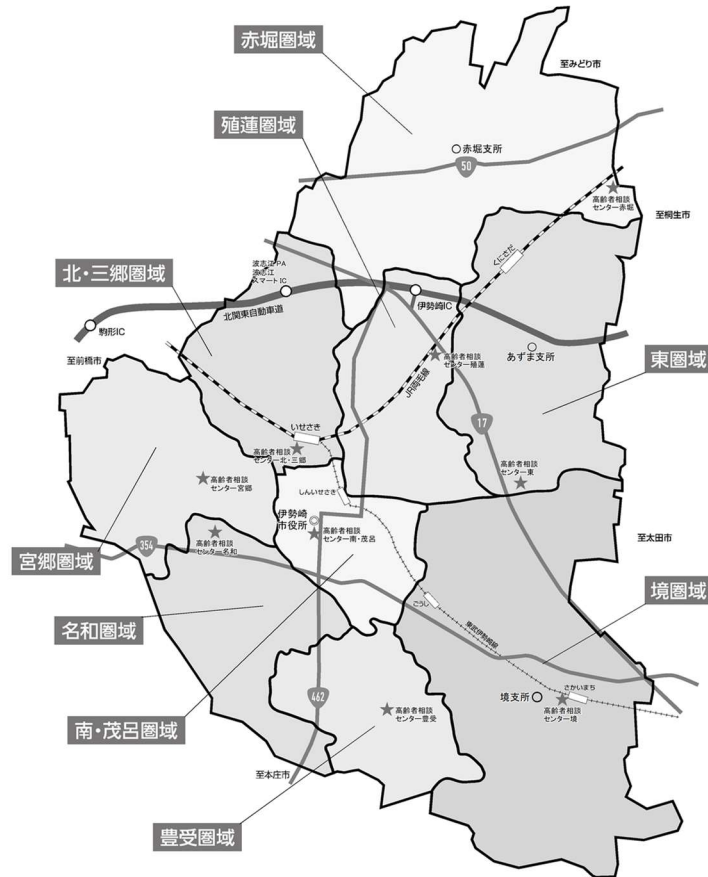 赤堀圏域
至みどり市
殖蓮圏域
赤堀支所
50
高齢者相談
センター赤堀
至桐生市
くにさだ
北・三郷圏域
波志江PA
波志江
スマートIC
伊勢崎IC
北関東自動車道
駒形IC
あずま支所
至前橋市
高齢者相談
センター殖蓮
東圏域
JR両毛線
17
いせさき
高齢者相談
センター北・三郷
高齢者相談
センター東
高齢者相談
センター宮郷
しんいせさき
伊勢崎
市役所
高齢者相談
センター南・茂呂
高齢者相談
センター名和
至太田市
宮郷圏域
354
境圏域
ごうし
東武伊勢崎線
名和圏域
さかいまち
境支所
462
高齢者相談
センター豊受
高齢者相談
センター境
南・茂呂圏域
至本庄市
豊受圏域